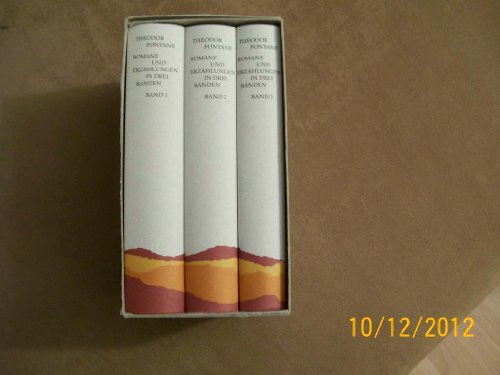 THEODOR
FONTANE
ROMANE
UND
ERZÄHLUNGEN
IN DREI
BÄNDEN
BAND 1
THEODOR
FONTANE
ROMANE
UND
ERZÄHLUNGEN
IN DREI
BÄNDEN
BAND 2
THEODOR
FONTANE
ROMANE
UND
ERZÄHLUNGEN
IN DREI
BÄNDEN
BAND 3
10/12/2012